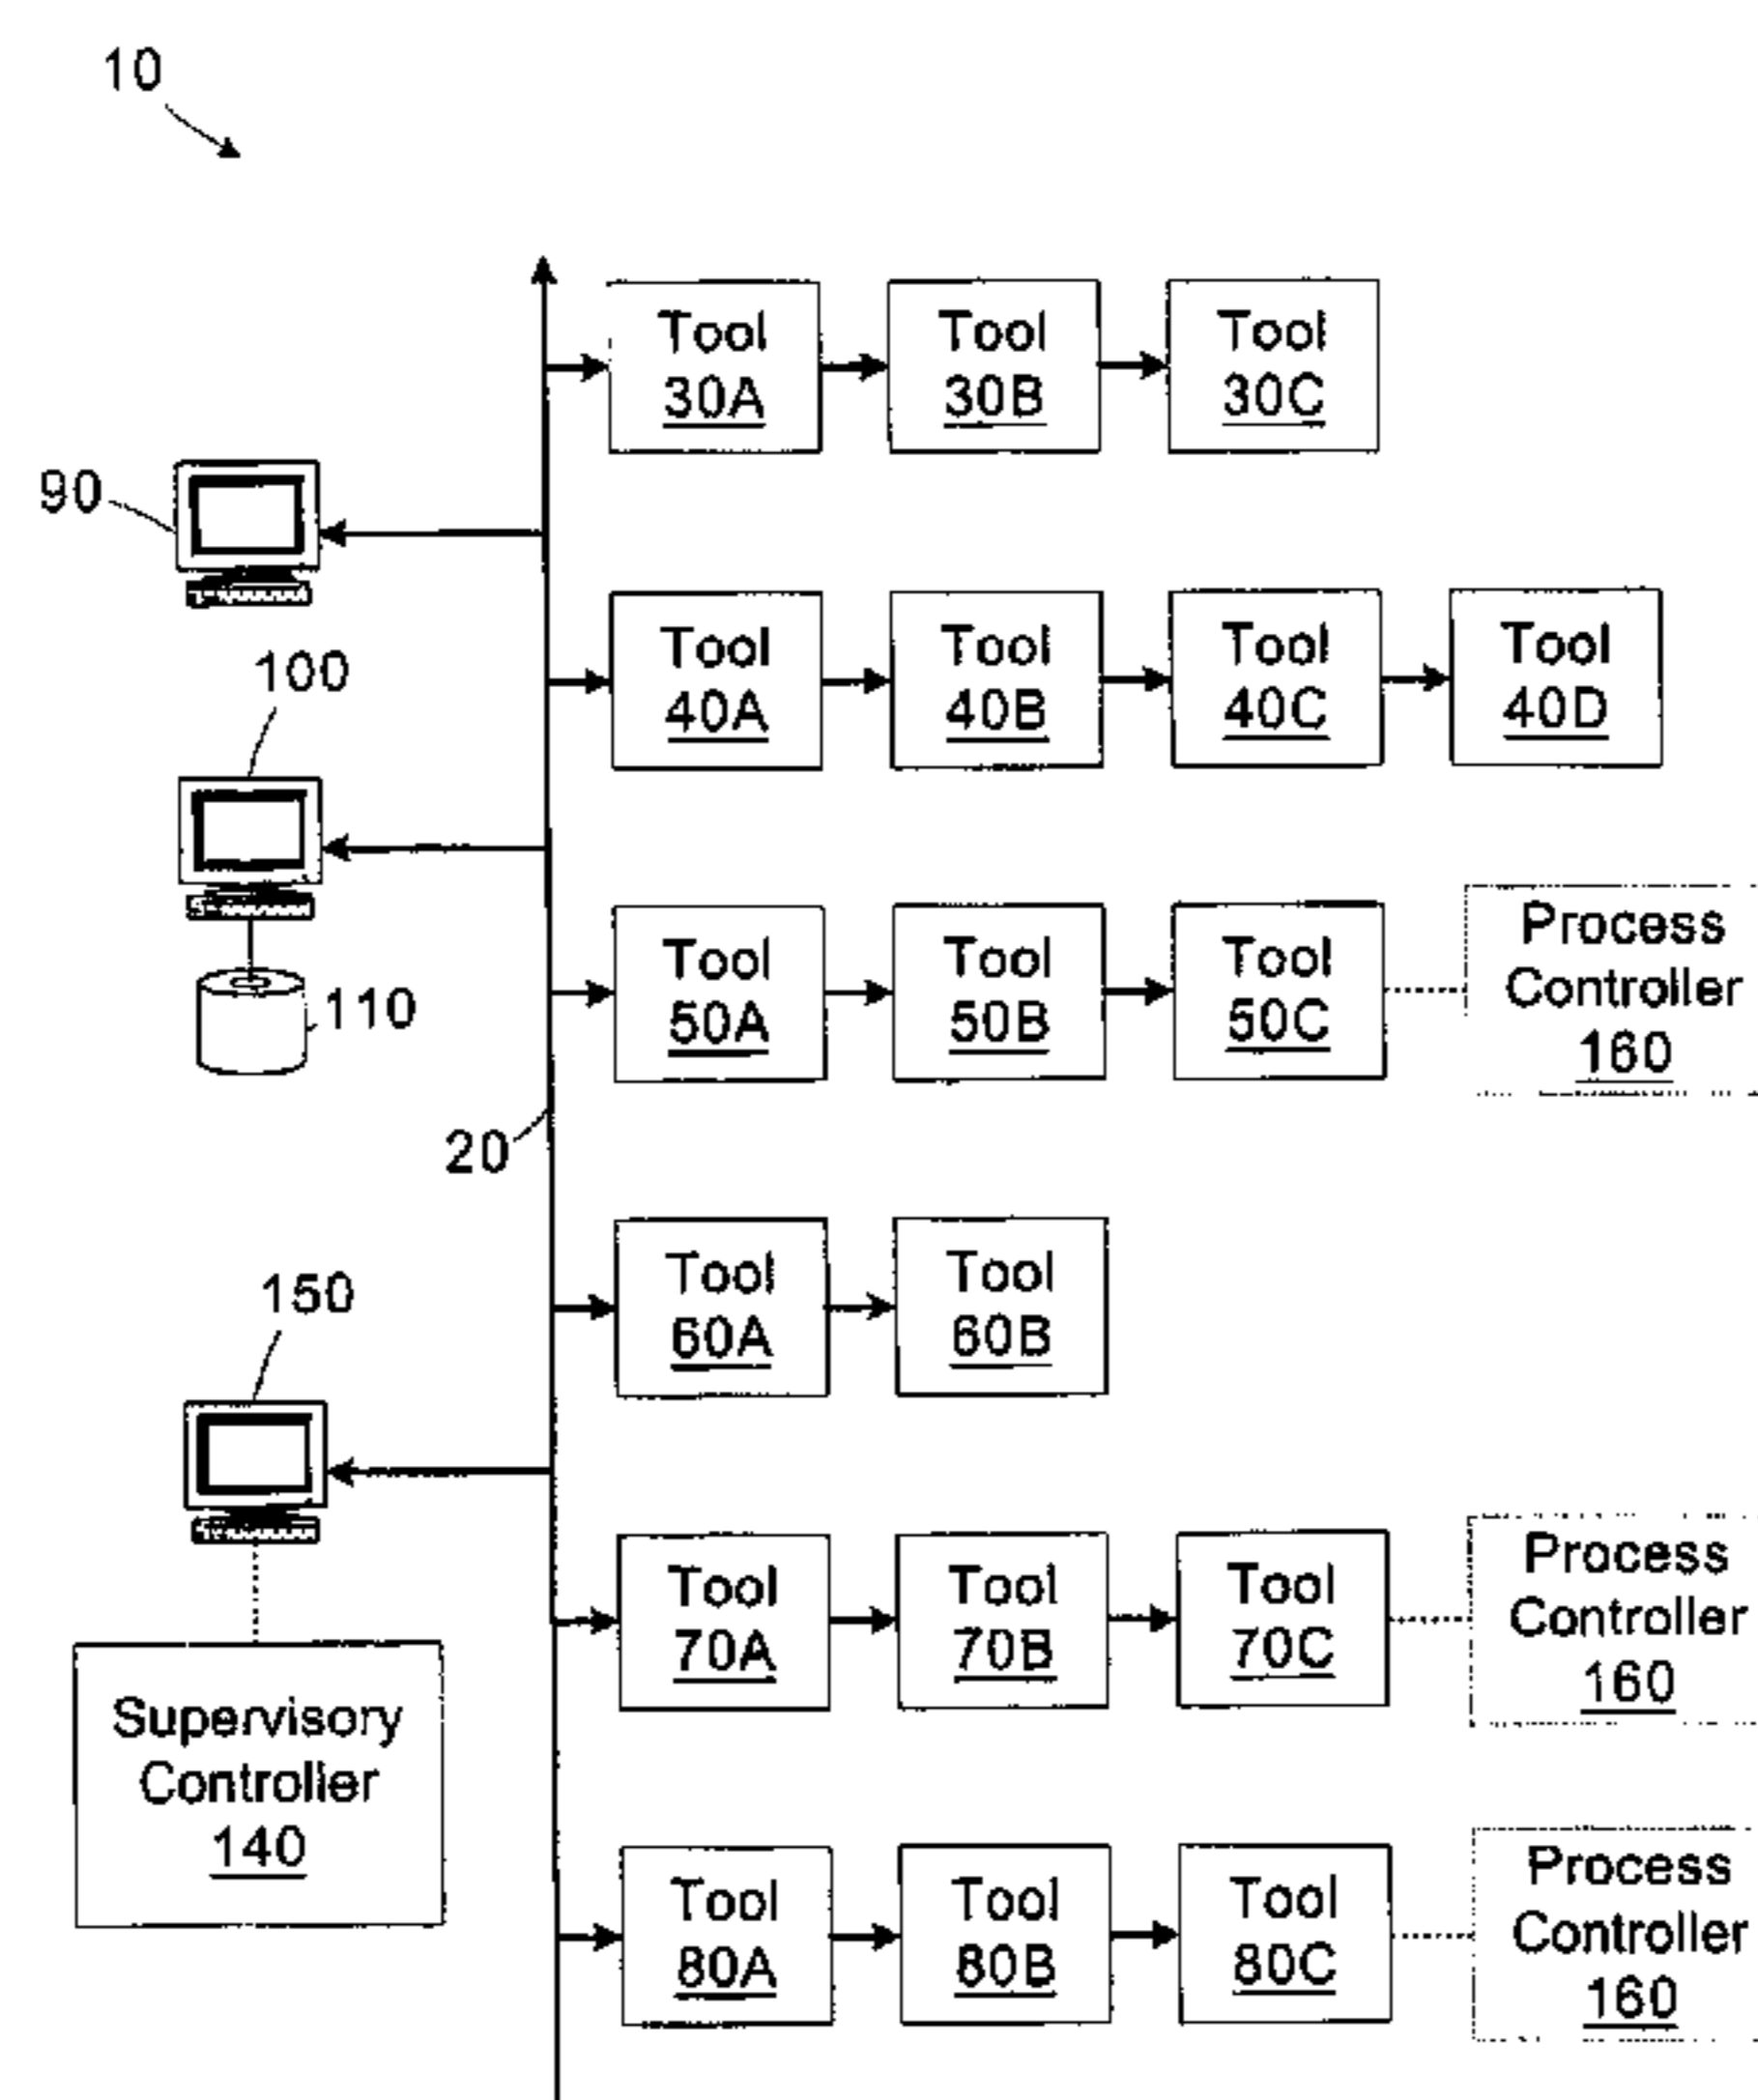 10
Tool
30A
Tool
30B
Tool
30C
90
100
Tool
40A
Tool
40B
Tool
40C
Tool
40D
110
Tool
50A
Tool
50B
Tool
50C
Process
Controller
160
20
150
Tool
60A
Tool
60B
Tool
70A
Tool
70B
Tool
70C
Process
Controller
160
Supervisory
Controller
140
Tool
80A
Tool
80B
Tool
80C
Process
Controller
160